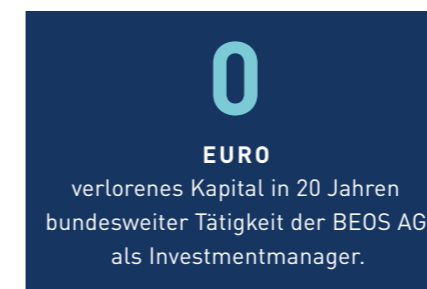 0
EURO
verlorenes Kapital in 20 Jahren
bundesweiter Tätigkeit der BEOS AG
als Investmentmanager.